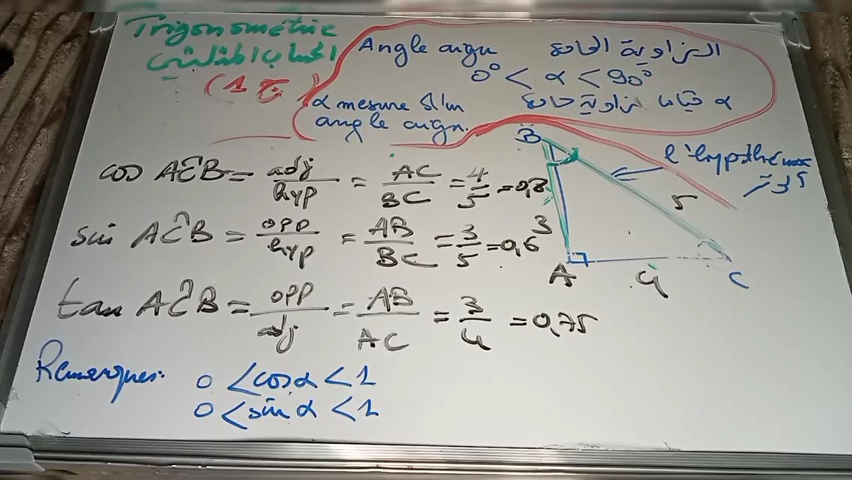 Trigonométrie
الحساب المثلثي
(ج 1)
Angle aigu الزاوية الحادة
0° < α < 90°
α mesure d'un α قياس زاوية حادة
angle aigu.
cos AĈB = adj/hyp = AC/BC = 4/5 = 0,8
sin AĈB = opp/hyp = AB/BC = 3/5 = 0,6
tan AĈB = opp/adj = AB/AC = 3/4 = 0,75
Remarques:
0 < cos α < 1
0 < sin α < 1
B
l'hypothénuse
5
3
A
4
C